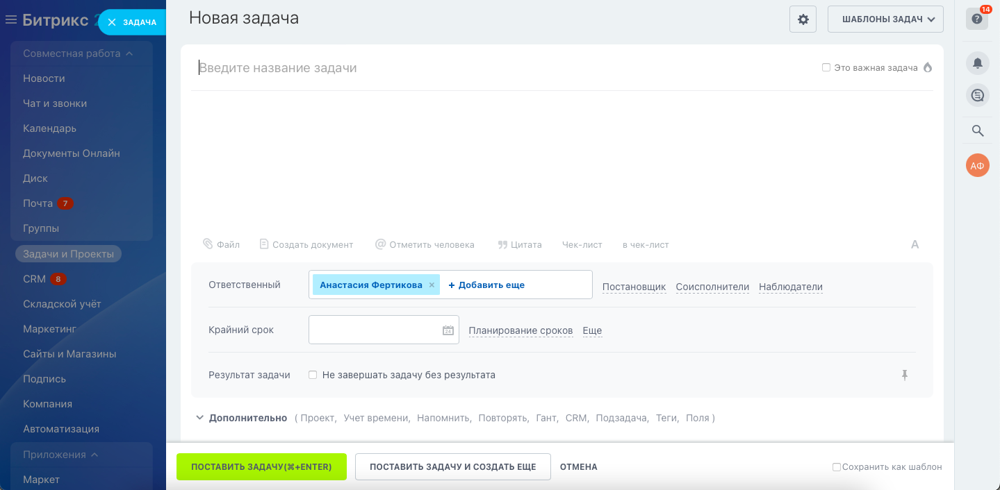 Битрикс 2
ЗАДАЧА
Совместная работа
Новости
Чат и звонки
Календарь
Документы Онлайн
Диск
Почта 7
Группы
Задачи и Проекты
CRM 8
Складской учёт
Маркетинг
Сайты и Магазины
Подпись
Компания
Автоматизация
Приложения
Маркет
Новая задача
ШАБЛОНЫ ЗАДАЧ
Введите название задачи
Это важная задача
Файл Создать документ @ Отметить человека Цитата Чек-лист в чек-лист A
Ответственный Анастасия Фертикова × + Добавить еще Постановщик Соисполнители Наблюдатели
Крайний срок 24 Планирование сроков Еще
Результат задачи Не завершать задачу без результата
Дополнительно ( Проект, Учет времени, Напомнить, Повторять, Гант, CRM, Подзадача, Теги, Поля )
ПОСТАВИТЬ ЗАДАЧУ(⌘+ENTER) ПОСТАВИТЬ ЗАДАЧУ И СОЗДАТЬ ЕЩЕ ОТМЕНА Сохранить как шаблон
? 14
АФ